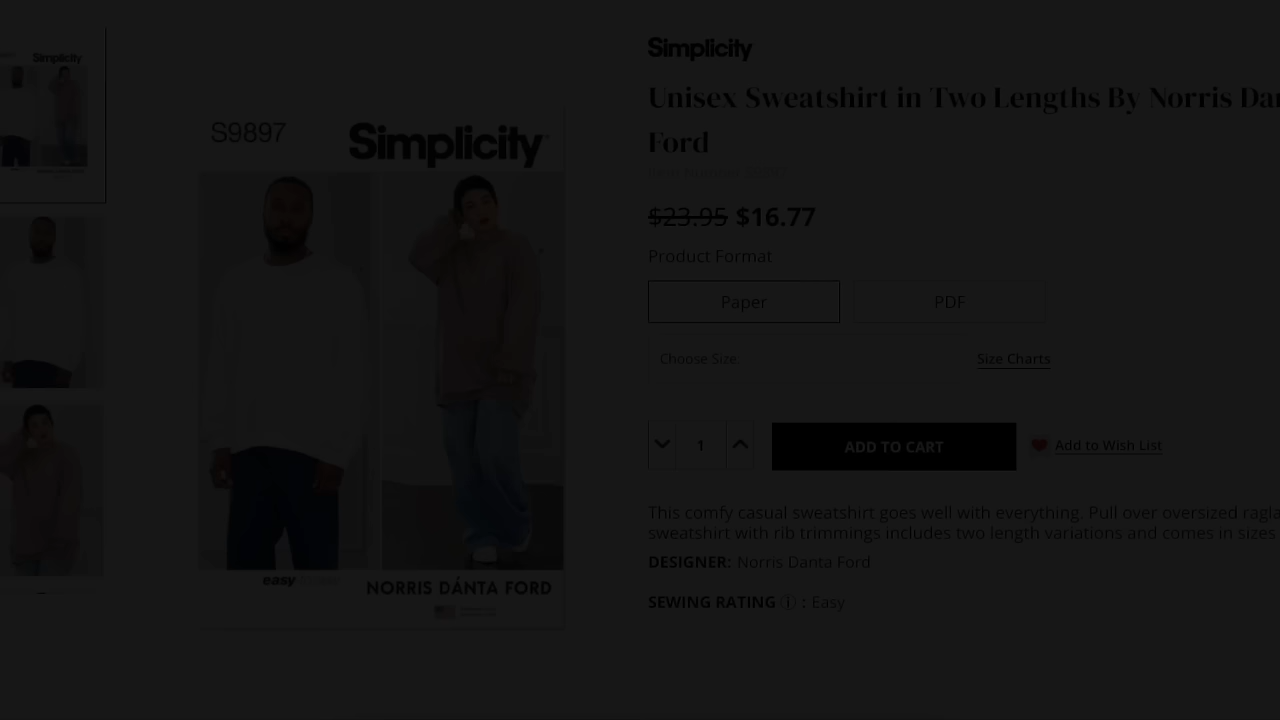 Simplicity
Simplicity
Unisex Sweatshirt in Two Lengths By Norris Da
Ford
S9897
Simplicity
$23.95 $16.77
Product Format
Paper
PDF
Choose Size
Size Charts
1
ADD TO CART
Add to Wish List
This comfy casual sweatshirt goes well with everything. Pull over oversized ragla
sweatshirt with rib trimmings includes two length variations and comes in sizes
DESIGNER: Norris Danta Ford
SEWING RATING ⓘ : Easy
easy
NORRIS DÁNTA FORD